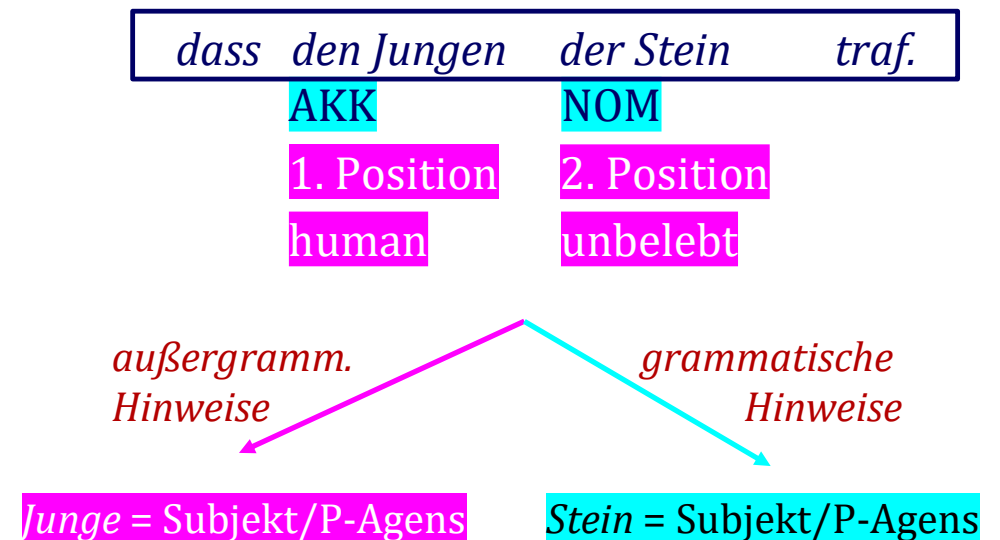 dass den Jungen der Stein traf.
AKK NOM
1. Position 2. Position
human unbelebt
außergramm. grammatische
Hinweise Hinweise
Junge = Subjekt/P-Agens Stein = Subjekt/P-Agens